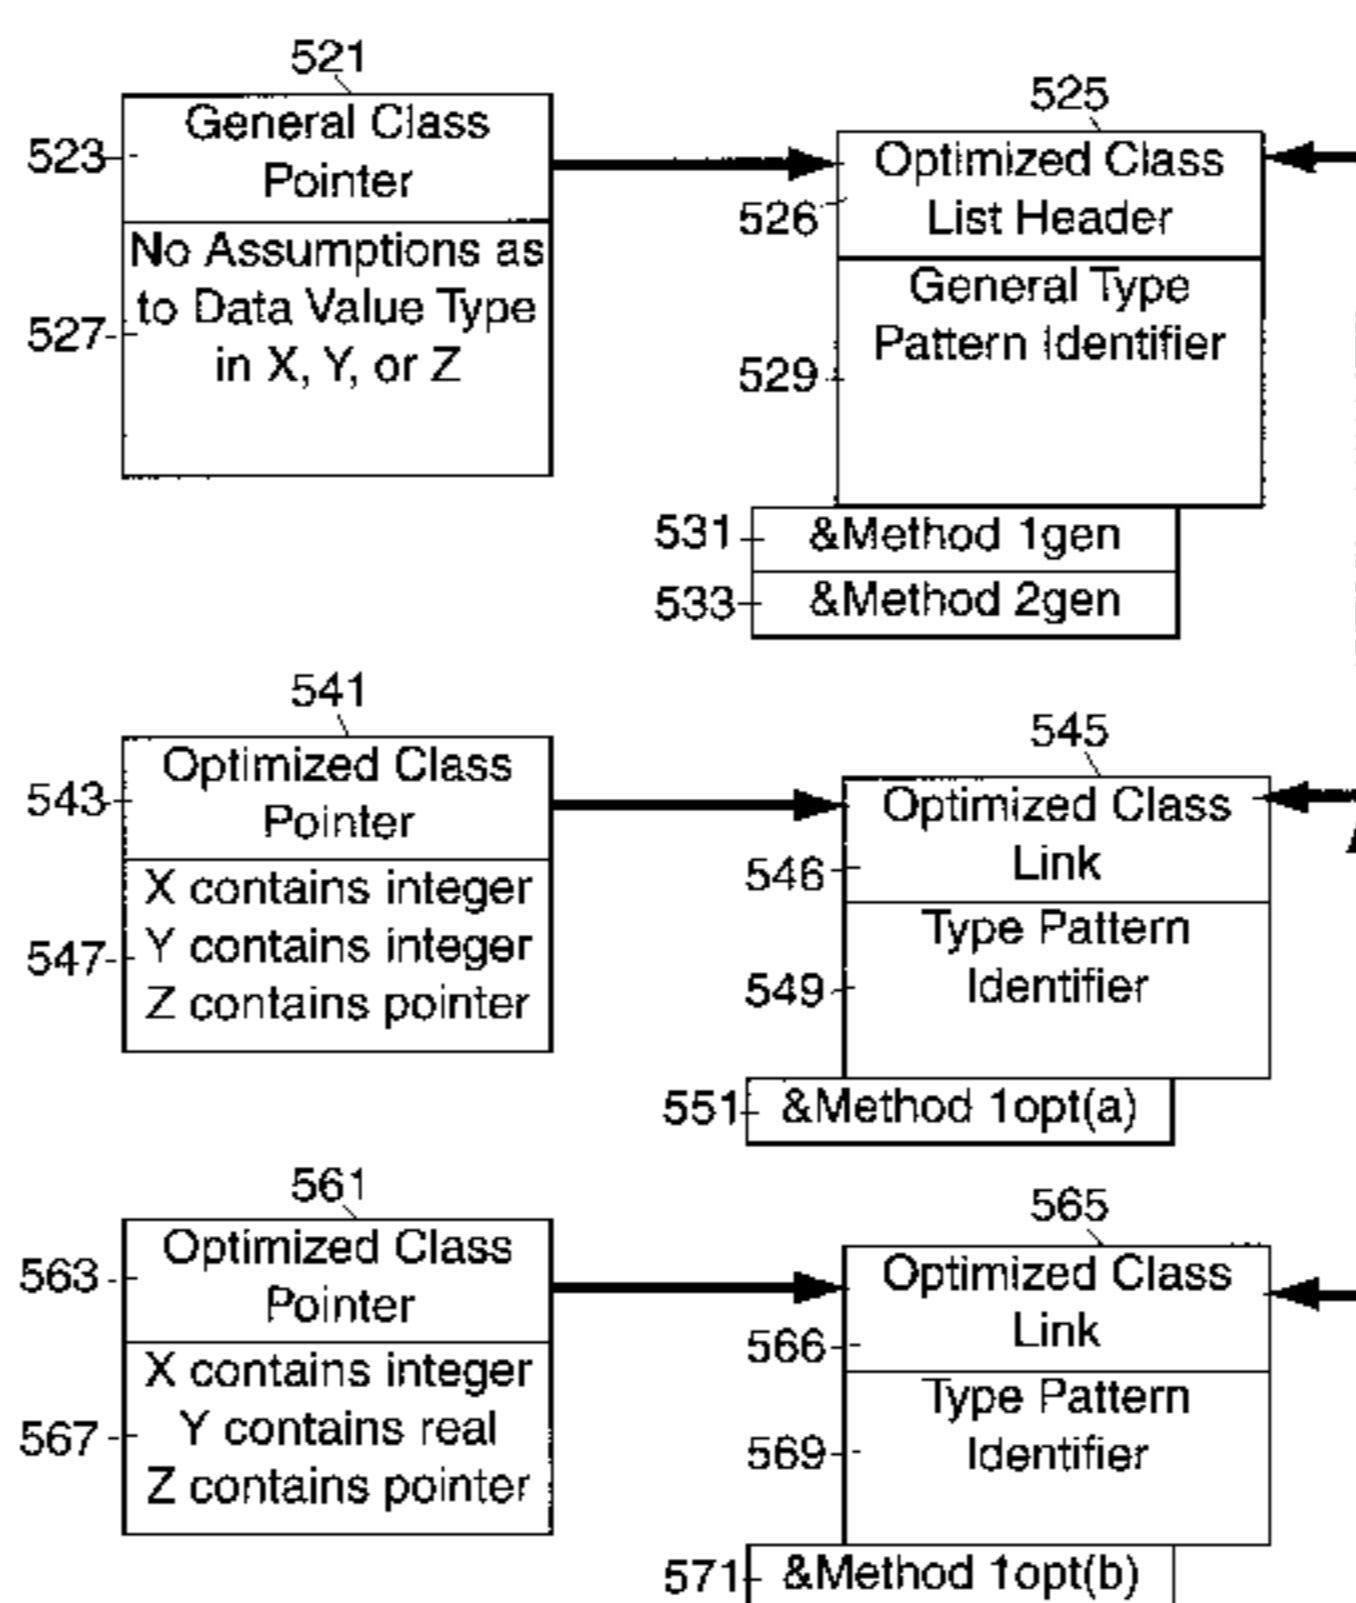 521
General Class
Pointer
523
No Assumptions as
to Data Value Type
in X, Y, or Z
527
525
Optimized Class
List Header
526
General Type
Pattern Identifier
529
531
&Method 1gen
533
&Method 2gen
541
Optimized Class
Pointer
543
X contains integer
Y contains integer
Z contains pointer
547
545
Optimized Class
Link
546
Type Pattern
Identifier
549
551
&Method 1opt(a)
561
Optimized Class
Pointer
563
X contains integer
Y contains real
Z contains pointer
567
565
Optimized Class
Link
566
Type Pattern
Identifier
569
571
&Method 1opt(b)